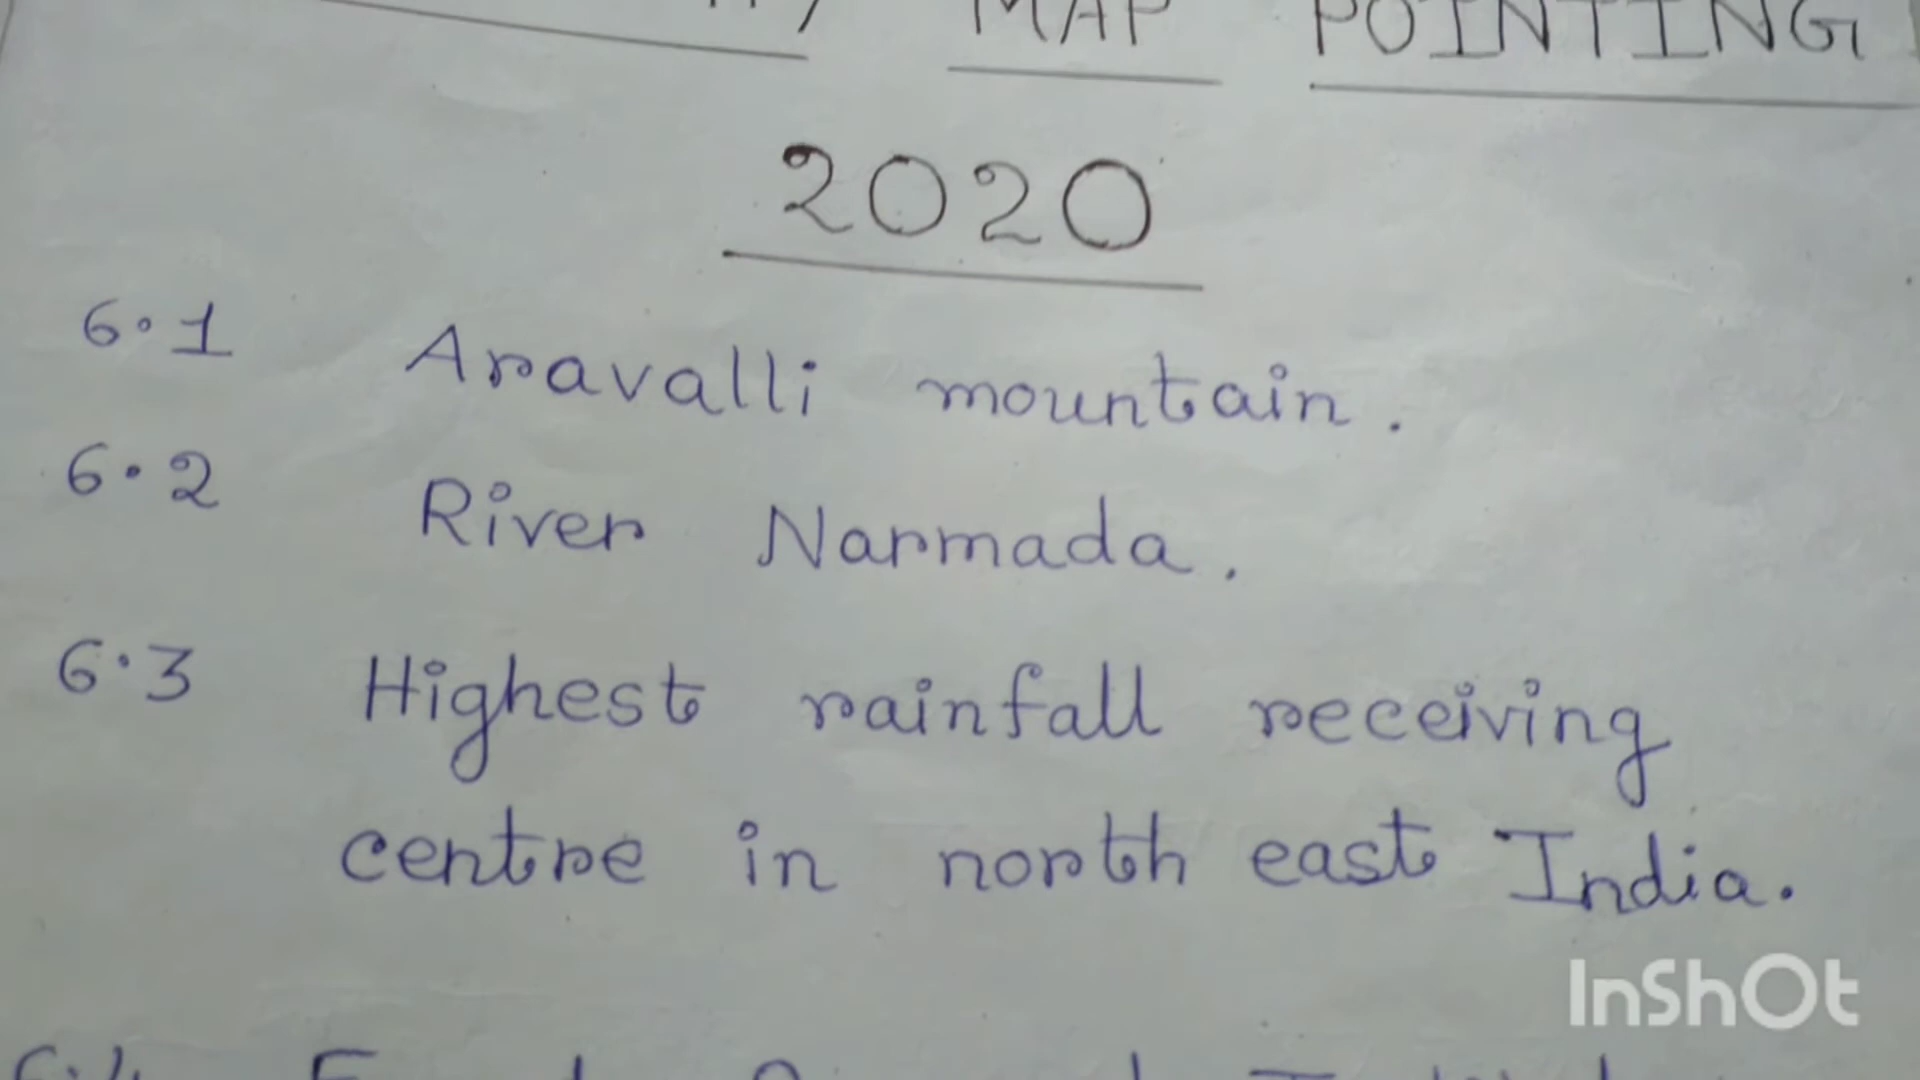 MAP POINTING
2020
6.1 Aravalli mountain.
6.2 River Narmada.
6.3 Highest rainfall receiving
centre in north east India.
InShOt